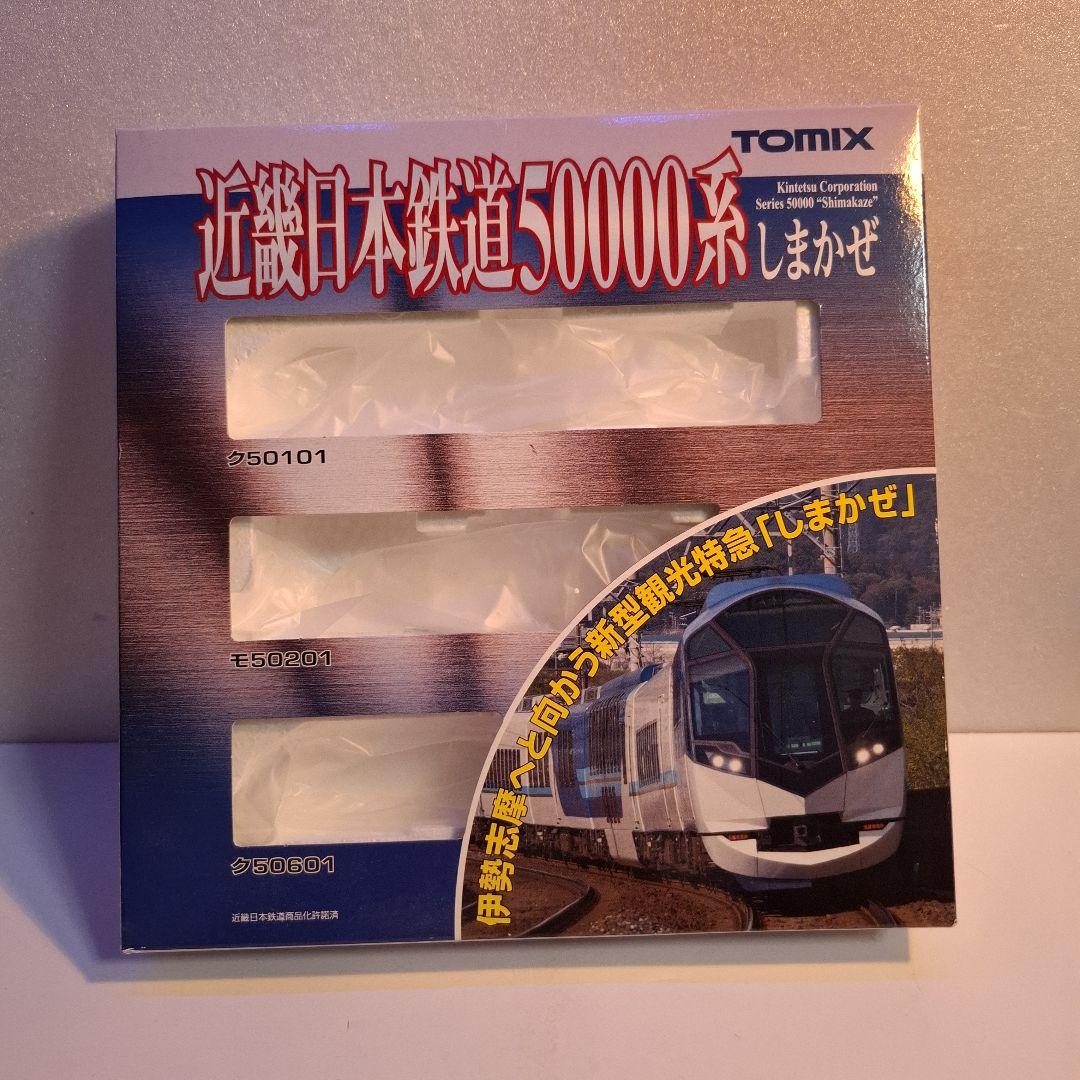 TOMIX
近畿日本鉄道50000系
Kintetsu Corporation
Series 50000 "Shimakaze"
しまかぜ
ク50101
モ50201
ク50601
伊勢志摩へと向かう新型観光特急「しまかぜ」
近畿日本鉄道商品化許諾済